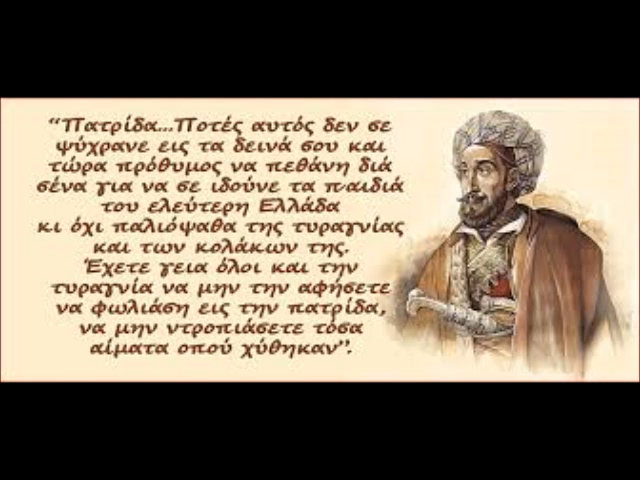 “Πατρίδα...Ποτές αυτός δεν σε
ψύχρανε εις τα δεινά σου και
τώρα πρόθυμος να πεθάνη διά
σένα για να σε ιδούνε τα παιδιά
του ελεύτερη Ελλάδα
κι όχι παλιόψαθα της τυραγνίας
και των κολάκων της.
Έχετε γεια όλοι και την
τυραγνία να μην την αφήσετε
να φωλιάση εις την πατρίδα,
να μην ντροπιάσετε τόσα
αίματα οπού χύθηκαν”.